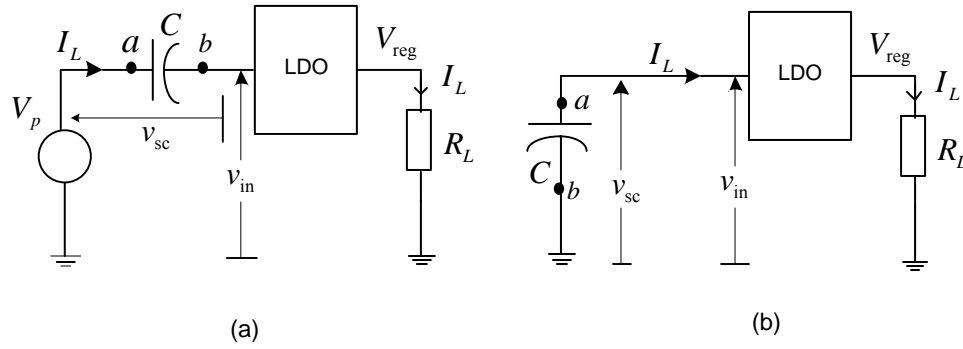 I_L
a
C
b
LDO
V_reg
I_L
V_p
v_sc
v_in
R_L
(a)
I_L
LDO
V_reg
I_L
a
C
b
v_sc
v_in
R_L
(b)